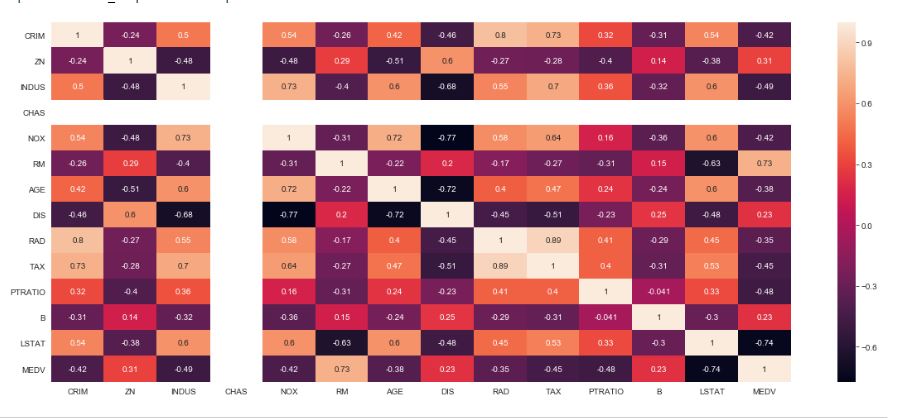 CRIM 1 -0.24 0.5 0.54 -0.26 0.42 -0.46 0.8 0.73 0.32 -0.31 0.54 -0.42
ZN -0.24 1 -0.48 -0.48 0.29 -0.51 0.6 -0.27 -0.28 -0.4 0.14 -0.38 0.31
INDUS 0.5 -0.48 1 0.73 -0.4 0.6 -0.68 0.55 0.7 0.36 -0.32 0.6 -0.49
CHAS
NOX 0.54 -0.48 0.73 1 -0.31 0.72 -0.77 0.58 0.64 0.16 -0.36 0.6 -0.42
RM -0.26 0.29 -0.4 -0.31 1 -0.22 0.2 -0.17 -0.27 -0.31 0.15 -0.63 0.73
AGE 0.42 -0.51 0.6 0.72 -0.22 1 -0.72 0.4 0.47 0.24 -0.24 0.6 -0.38
DIS -0.46 0.6 -0.68 -0.77 0.2 -0.72 1 -0.45 -0.51 -0.23 0.25 -0.48 0.23
RAD 0.8 -0.27 0.55 0.58 -0.17 0.4 -0.45 1 0.89 0.41 -0.29 0.45 -0.35
TAX 0.73 -0.28 0.7 0.64 -0.27 0.47 -0.51 0.89 1 0.4 -0.31 0.53 -0.45
PTRATIO 0.32 -0.4 0.36 0.16 -0.31 0.24 -0.23 0.41 0.4 1 -0.041 0.33 -0.48
B -0.31 0.14 -0.32 -0.36 0.15 -0.24 0.25 -0.29 -0.31 -0.041 1 -0.3 0.23
LSTAT 0.54 -0.38 0.6 0.6 -0.63 0.6 -0.48 0.45 0.53 0.33 -0.3 1 -0.74
MEDV -0.42 0.31 -0.49 -0.42 0.73 -0.38 0.23 -0.35 -0.45 -0.48 0.23 -0.74 1
CRIM ZN INDUS CHAS NOX RM AGE DIS RAD TAX PTRATIO B LSTAT MEDV
0.9
0.6
0.3
0.0
-0.3
-0.6